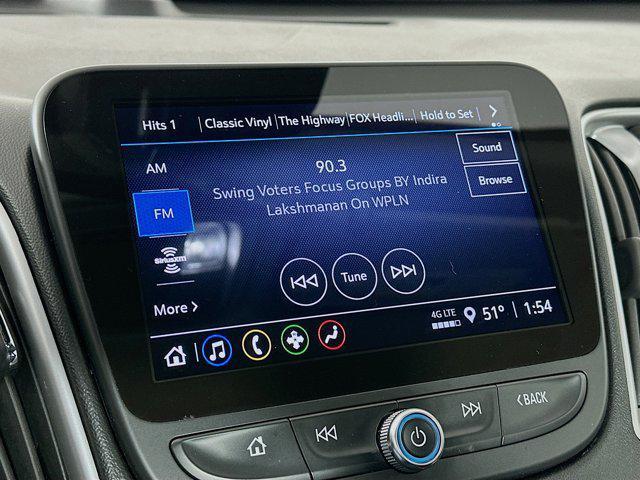 Hits 1 | Classic Vinyl | The Highway | FOX Headli... | Hold to Set
AM
90.3
Sound
FM
Swing Voters Focus Groups BY Indira
Browse
Lakshmanan On WPLN
SiriusXM
Tune
More
4G LTE
51° | 1:54
BACK